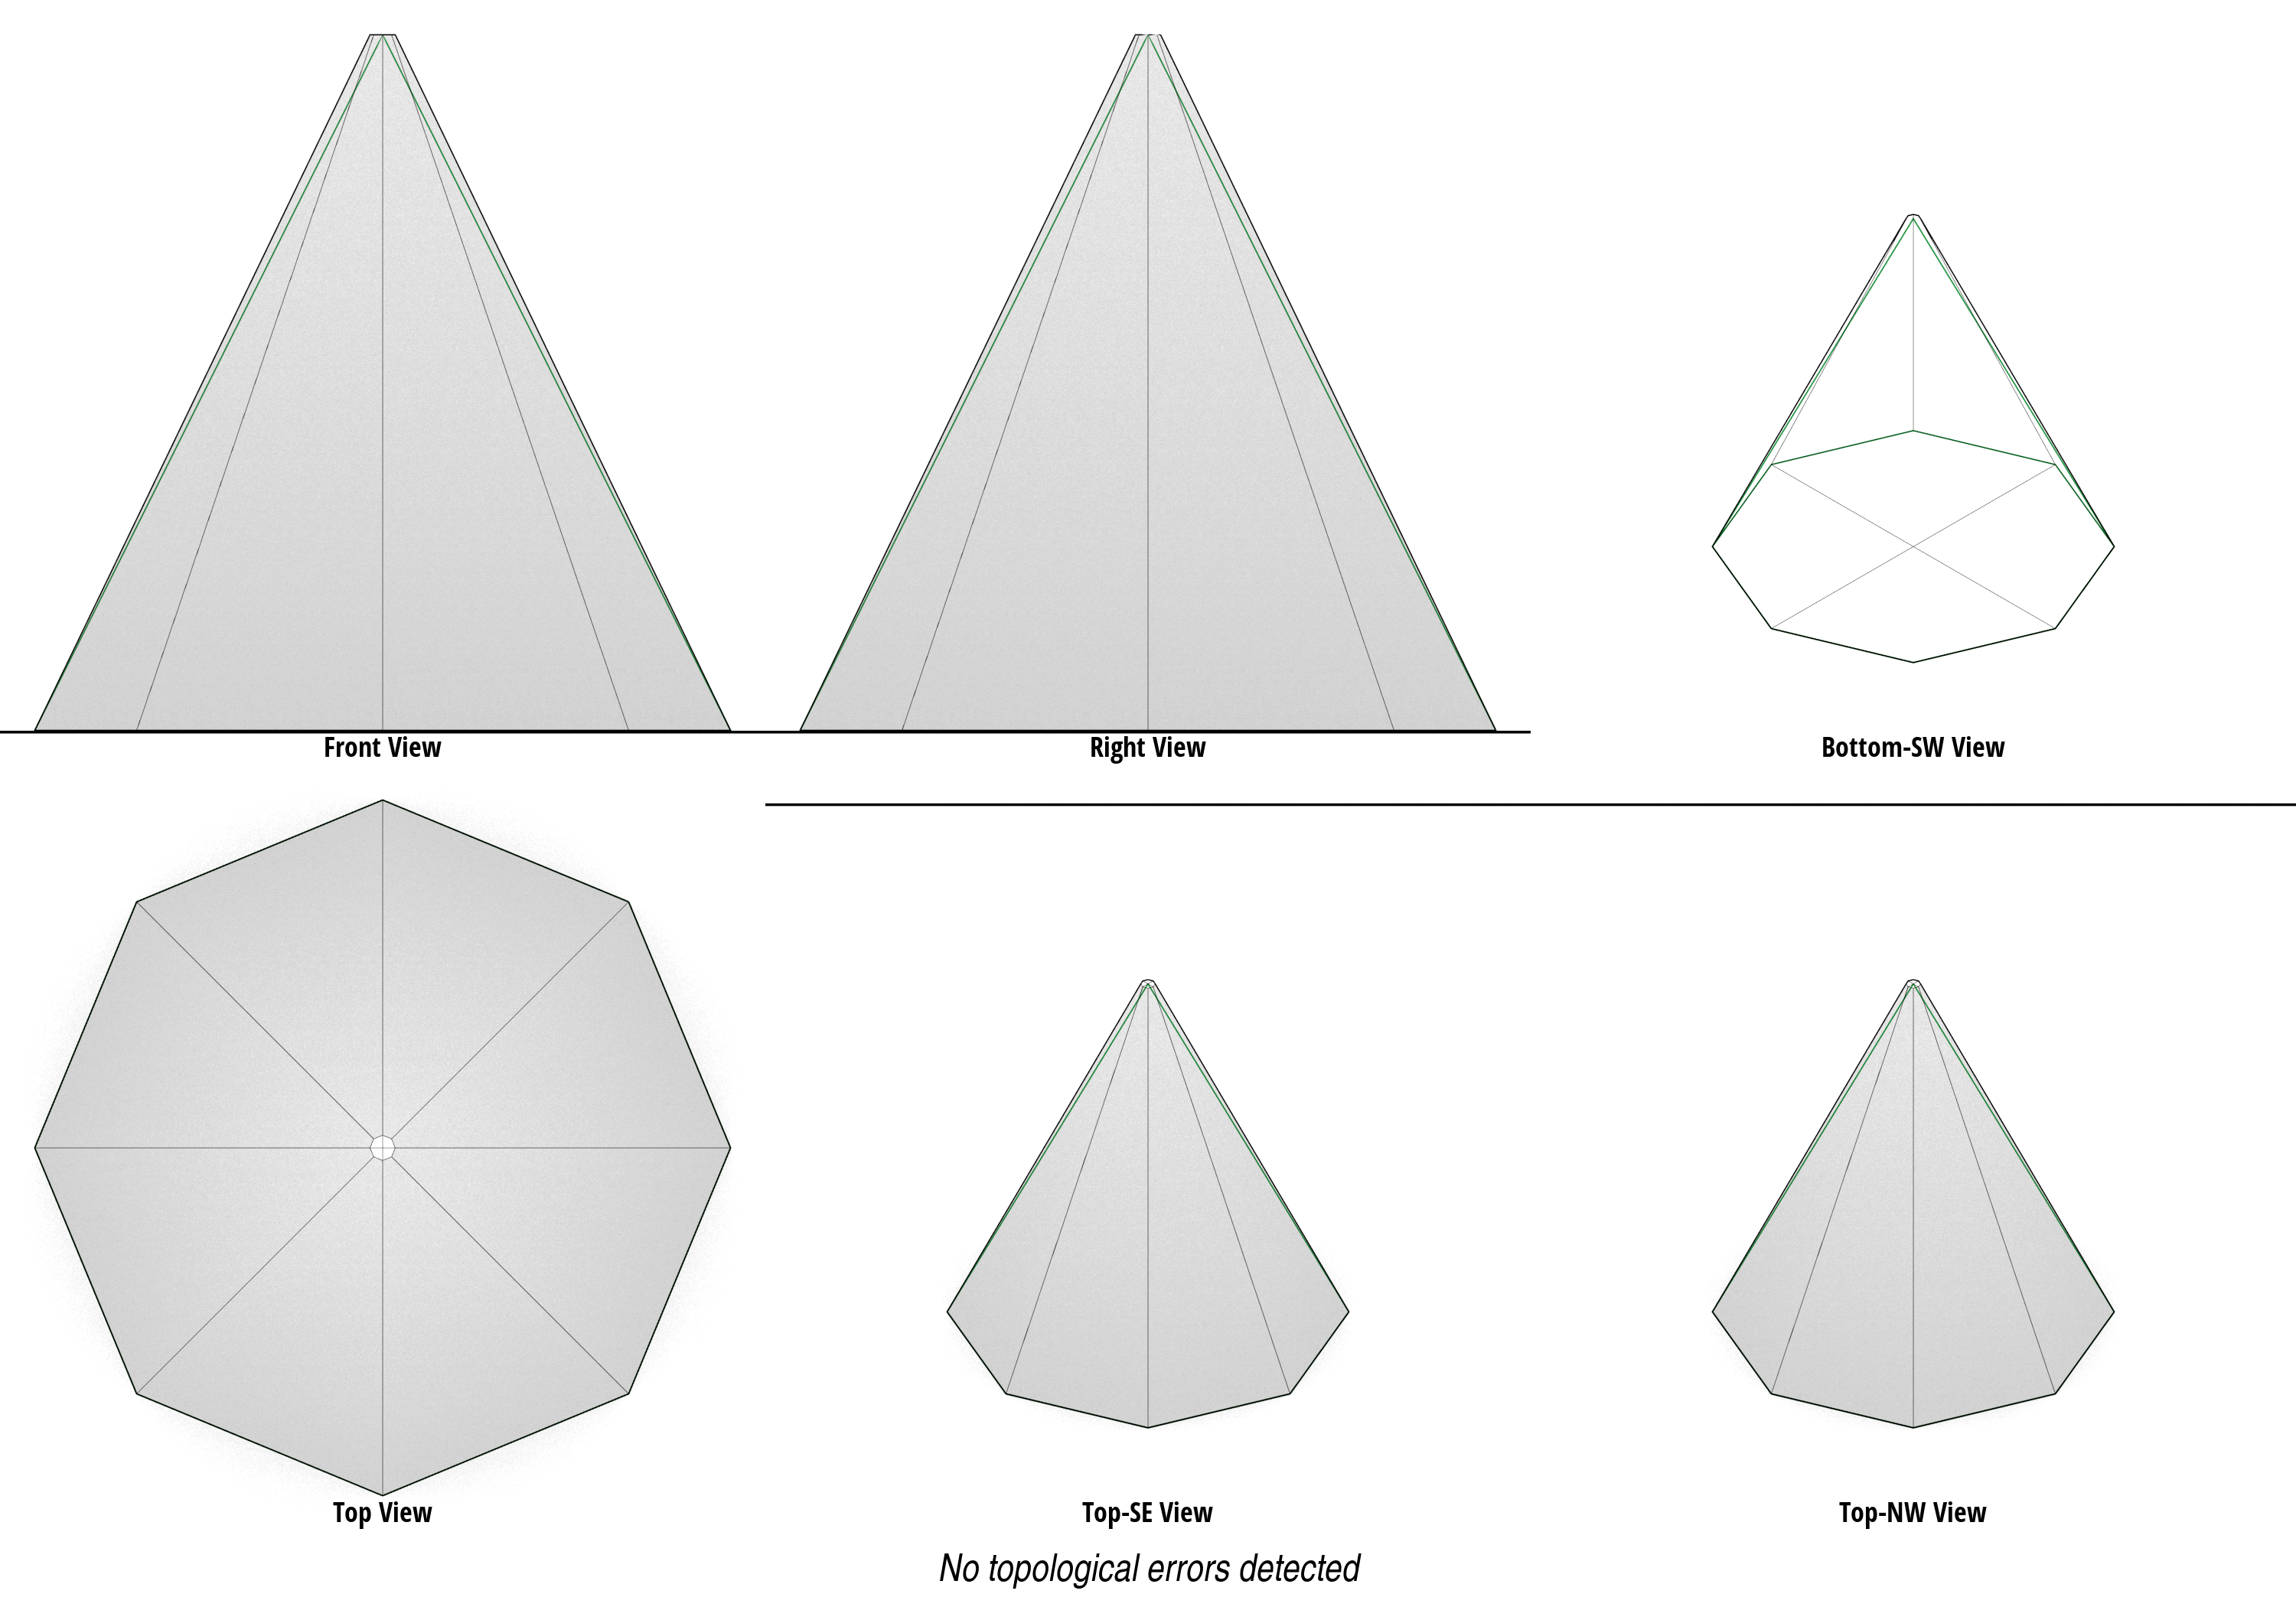 Front View
Right View
Bottom-SW View
Top View
Top-SE View
Top-NW View
No topological errors detected